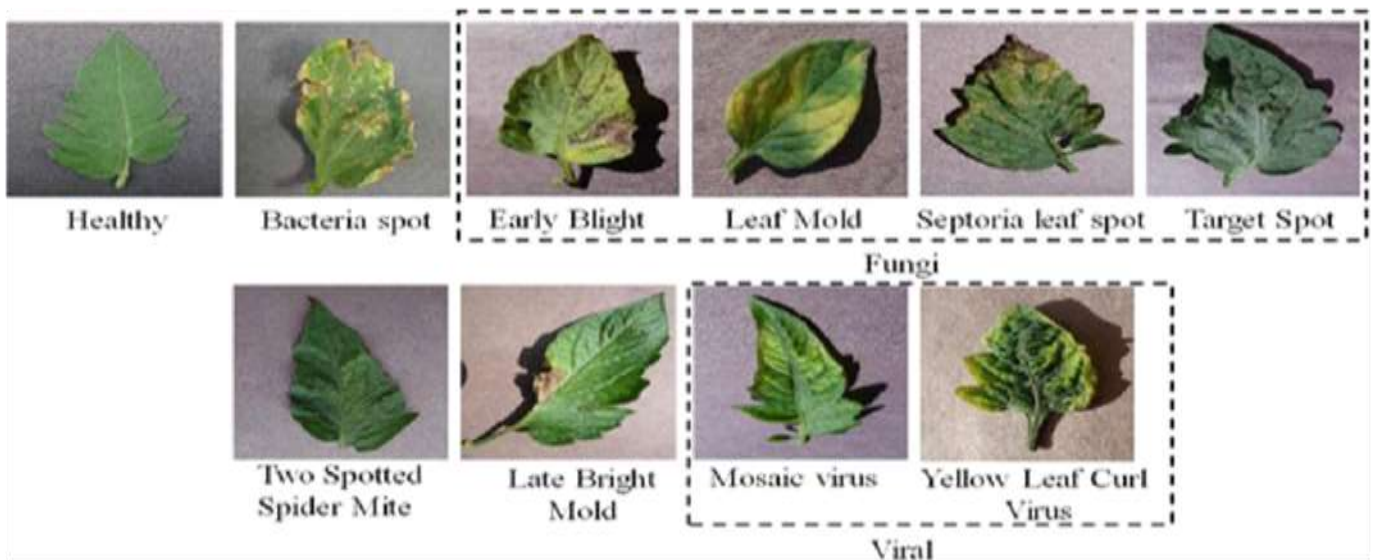 Healthy
Bacteria spot
Early Blight
Leaf Mold
Septoria leaf spot
Target Spot
Fungi
Two Spotted
Spider Mite
Late Bright
Mold
Mosaic virus
Yellow Leaf Curl
Virus
Viral